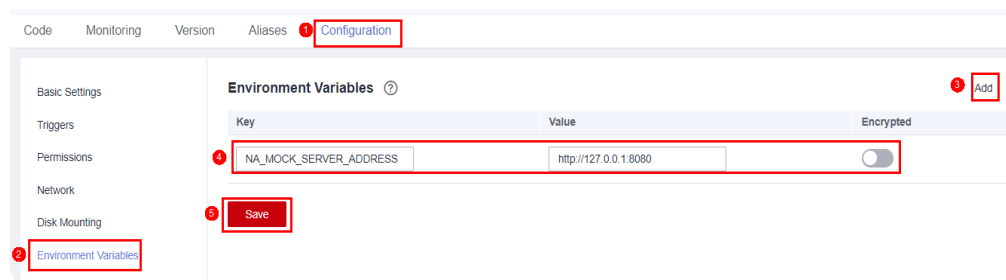 Code Monitoring Version Aliases 1 Configuration
Basic Settings
Triggers
Permissions
Network
Disk Mounting
2 Environment Variables
Environment Variables ?
3 Add
Key Value Encrypted
4 NA_MOCK_SERVER_ADDRESS http://127.0.0.1:8080
5 Save